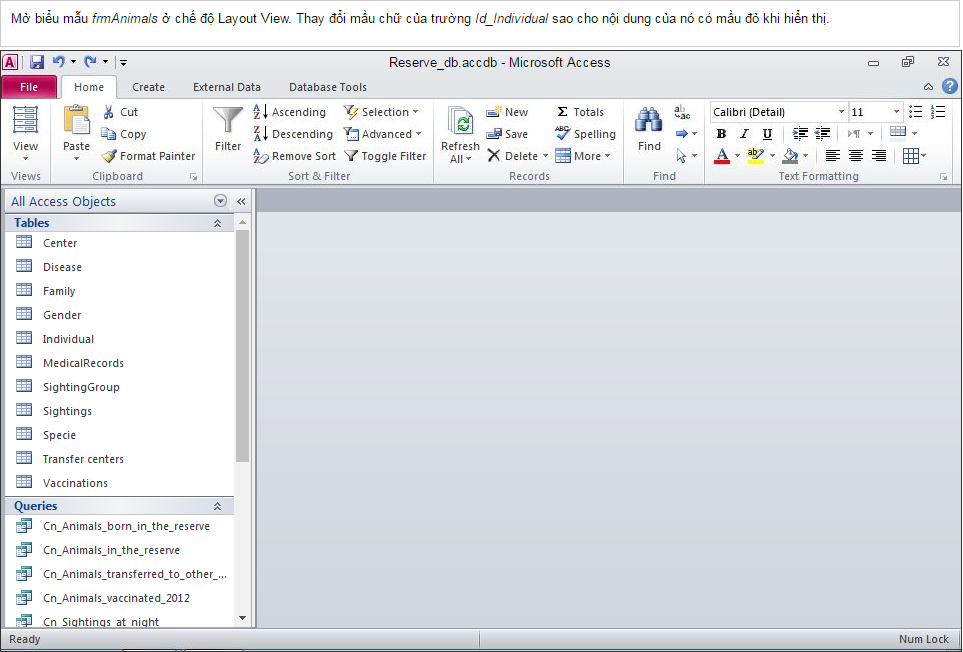 Mở biểu mẫu frmAnimals ở chế độ Layout View. Thay đổi mầu chữ của trường Id_Individual sao cho nội dung của nó có mầu đỏ khi hiển thị.
Reserve_db.accdb - Microsoft Access
File Home Create External Data Database Tools
View
Views
Paste
Cut
Copy
Format Painter
Clipboard
Filter
Ascending
Descending
Remove Sort
Selection
Advanced
Toggle Filter
Sort & Filter
Refresh
All
New
Save
Delete
Totals
Spelling
More
Records
Find
Find
Calibri (Detail) 11
B I U
A ab
Text Formatting
All Access Objects
Tables
Center
Disease
Family
Gender
Individual
MedicalRecords
SightingGroup
Sightings
Specie
Transfer centers
Vaccinations
Queries
Cn_Animals_born_in_the_reserve
Cn_Animals_in_the_reserve
Cn_Animals_transferred_to_other_...
Cn_Animals_vaccinated_2012
Cn_Sightings_at_night
Ready Num Lock